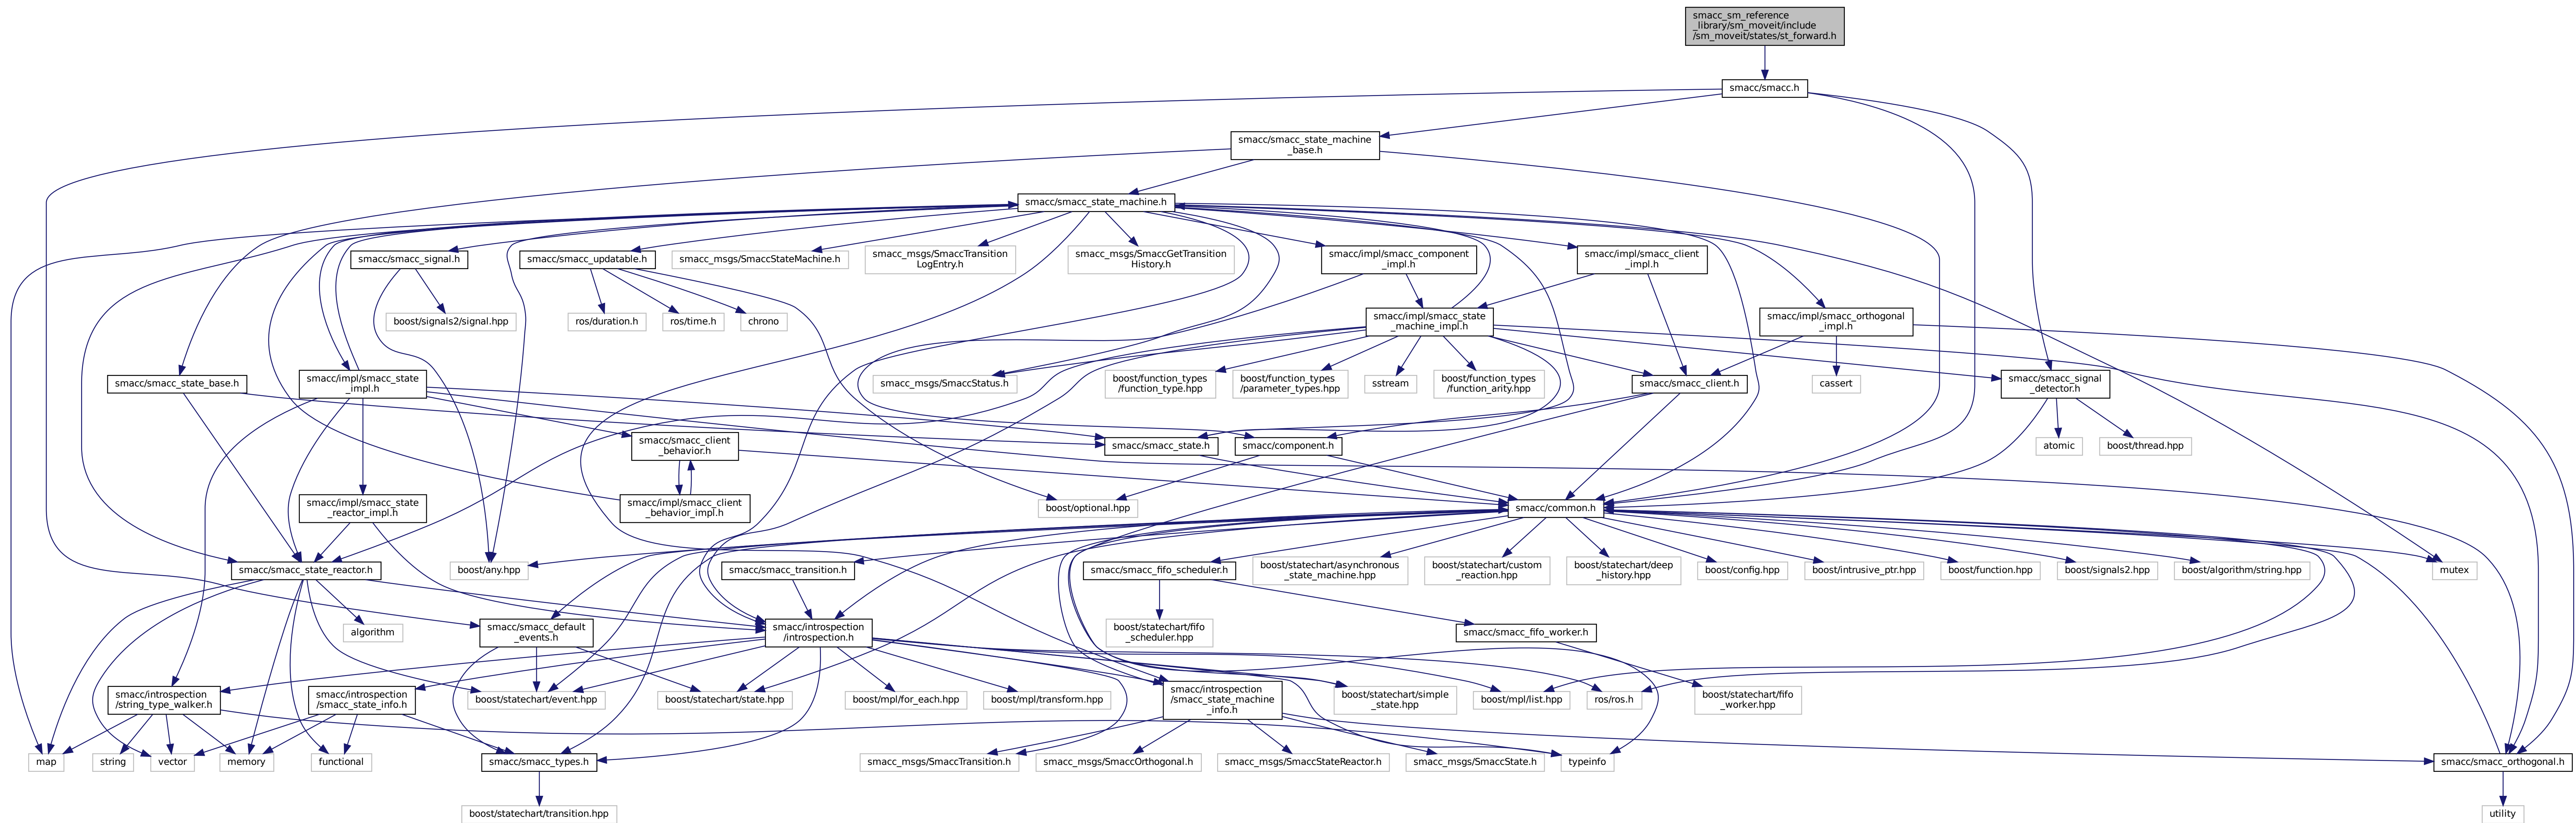 smacc_sm_reference
_library/sm_moveit/include
/sm_moveit/states/st_forward.h
smacc/smacc.h
smacc/smacc_state_machine
_base.h
smacc/smacc_state_machine.h
smacc/smacc_signal.h
smacc/smacc_updatable.h
smacc_msgs/SmaccStateMachine.h
smacc_msgs/SmaccTransition
LogEntry.h
smacc_msgs/SmaccGetTransition
History.h
smacc/impl/smacc_component
_impl.h
smacc/impl/smacc_client
_impl.h
boost/signals2/signal.hpp
ros/duration.h
ros/time.h
chrono
smacc/impl/smacc_state
_machine_impl.h
smacc/impl/smacc_orthogonal
_impl.h
smacc/smacc_state_base.h
smacc/impl/smacc_state
_impl.h
smacc_msgs/SmaccStatus.h
boost/function_types
/function_type.hpp
boost/function_types
/parameter_types.hpp
sstream
boost/function_types
/function_arity.hpp
smacc/smacc_client.h
cassert
smacc/smacc_signal
_detector.h
smacc/smacc_client
_behavior.h
smacc/smacc_state.h
smacc/component.h
atomic
boost/thread.hpp
smacc/impl/smacc_state
_reactor_impl.h
smacc/impl/smacc_client
_behavior_impl.h
boost/optional.hpp
smacc/common.h
smacc/smacc_state_reactor.h
boost/any.hpp
smacc/smacc_transition.h
smacc/smacc_fifo_scheduler.h
boost/statechart/asynchronous
_state_machine.hpp
boost/statechart/custom
_reaction.hpp
boost/statechart/deep
_history.hpp
boost/config.hpp
boost/intrusive_ptr.hpp
boost/function.hpp
boost/signals2.hpp
boost/algorithm/string.hpp
mutex
algorithm
smacc/smacc_default
_events.h
smacc/introspection
/introspection.h
boost/statechart/fifo
_scheduler.hpp
smacc/smacc_fifo_worker.h
smacc/introspection
/string_type_walker.h
smacc/introspection
/smacc_state_info.h
boost/statechart/event.hpp
boost/statechart/state.hpp
boost/mpl/for_each.hpp
boost/mpl/transform.hpp
smacc/introspection
/smacc_state_machine
_info.h
boost/statechart/simple
_state.hpp
boost/mpl/list.hpp
ros/ros.h
boost/statechart/fifo
_worker.hpp
map
string
vector
memory
functional
smacc/smacc_types.h
smacc_msgs/SmaccTransition.h
smacc_msgs/SmaccOrthogonal.h
smacc_msgs/SmaccStateReactor.h
smacc_msgs/SmaccState.h
typeinfo
smacc/smacc_orthogonal.h
boost/statechart/transition.hpp
utility